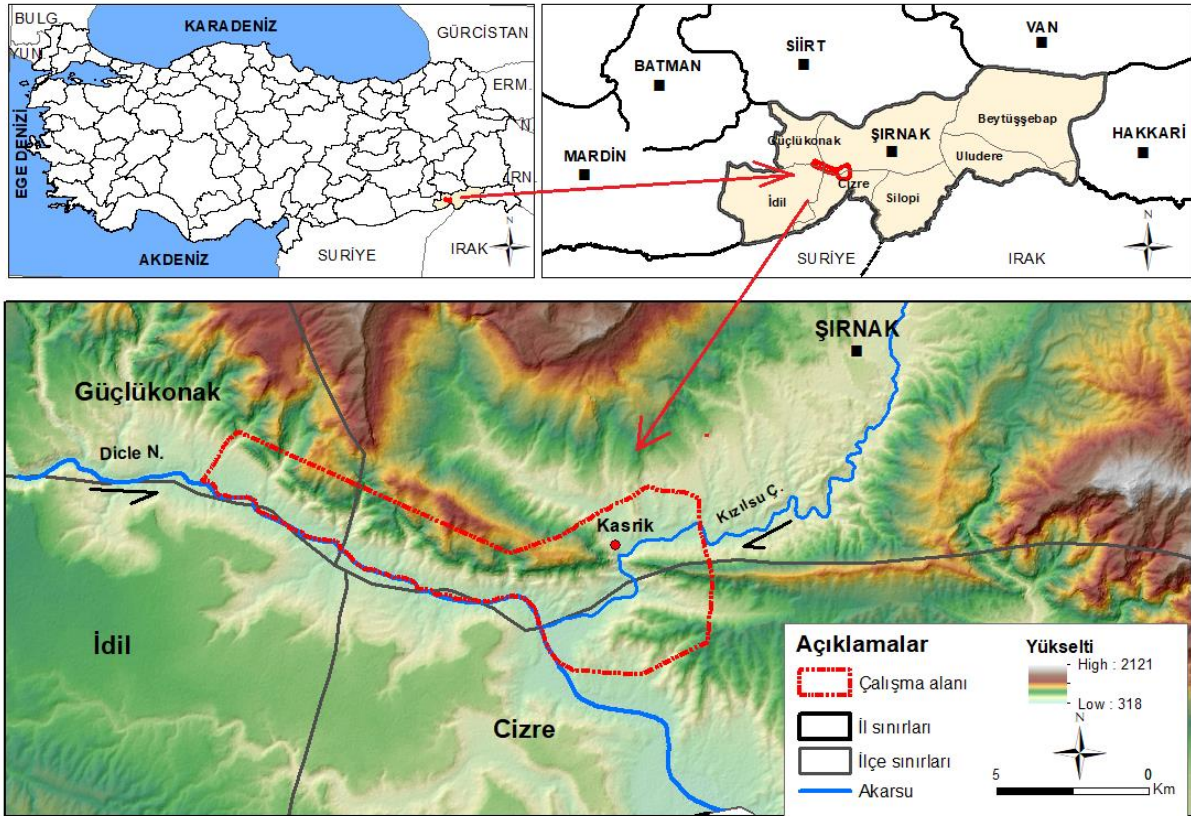 BULG
KARADENİZ
GÜRCİSTAN
YUN
ERM.
N
İRN.
EGE DENİZİ
AKDENİZ
SURİYE
IRAK
N
VAN
SİİRT
BATMAN
Beytüşşebap
Güçlükonak
ŞIRNAK
HAKKARİ
MARDİN
Uludere
Cizre
İdil
Silopi
N
SURİYE
IRAK
ŞIRNAK
Güçlükonak
Dicle N.
Kızılsu Ç.
Kasrik
İdil
Cizre
Açıklamalar
Çalışma alanı
İl sınırları
İlçe sınırları
Akarsu
Yükselti
High : 2121
Low : 318
N
5 0
Km